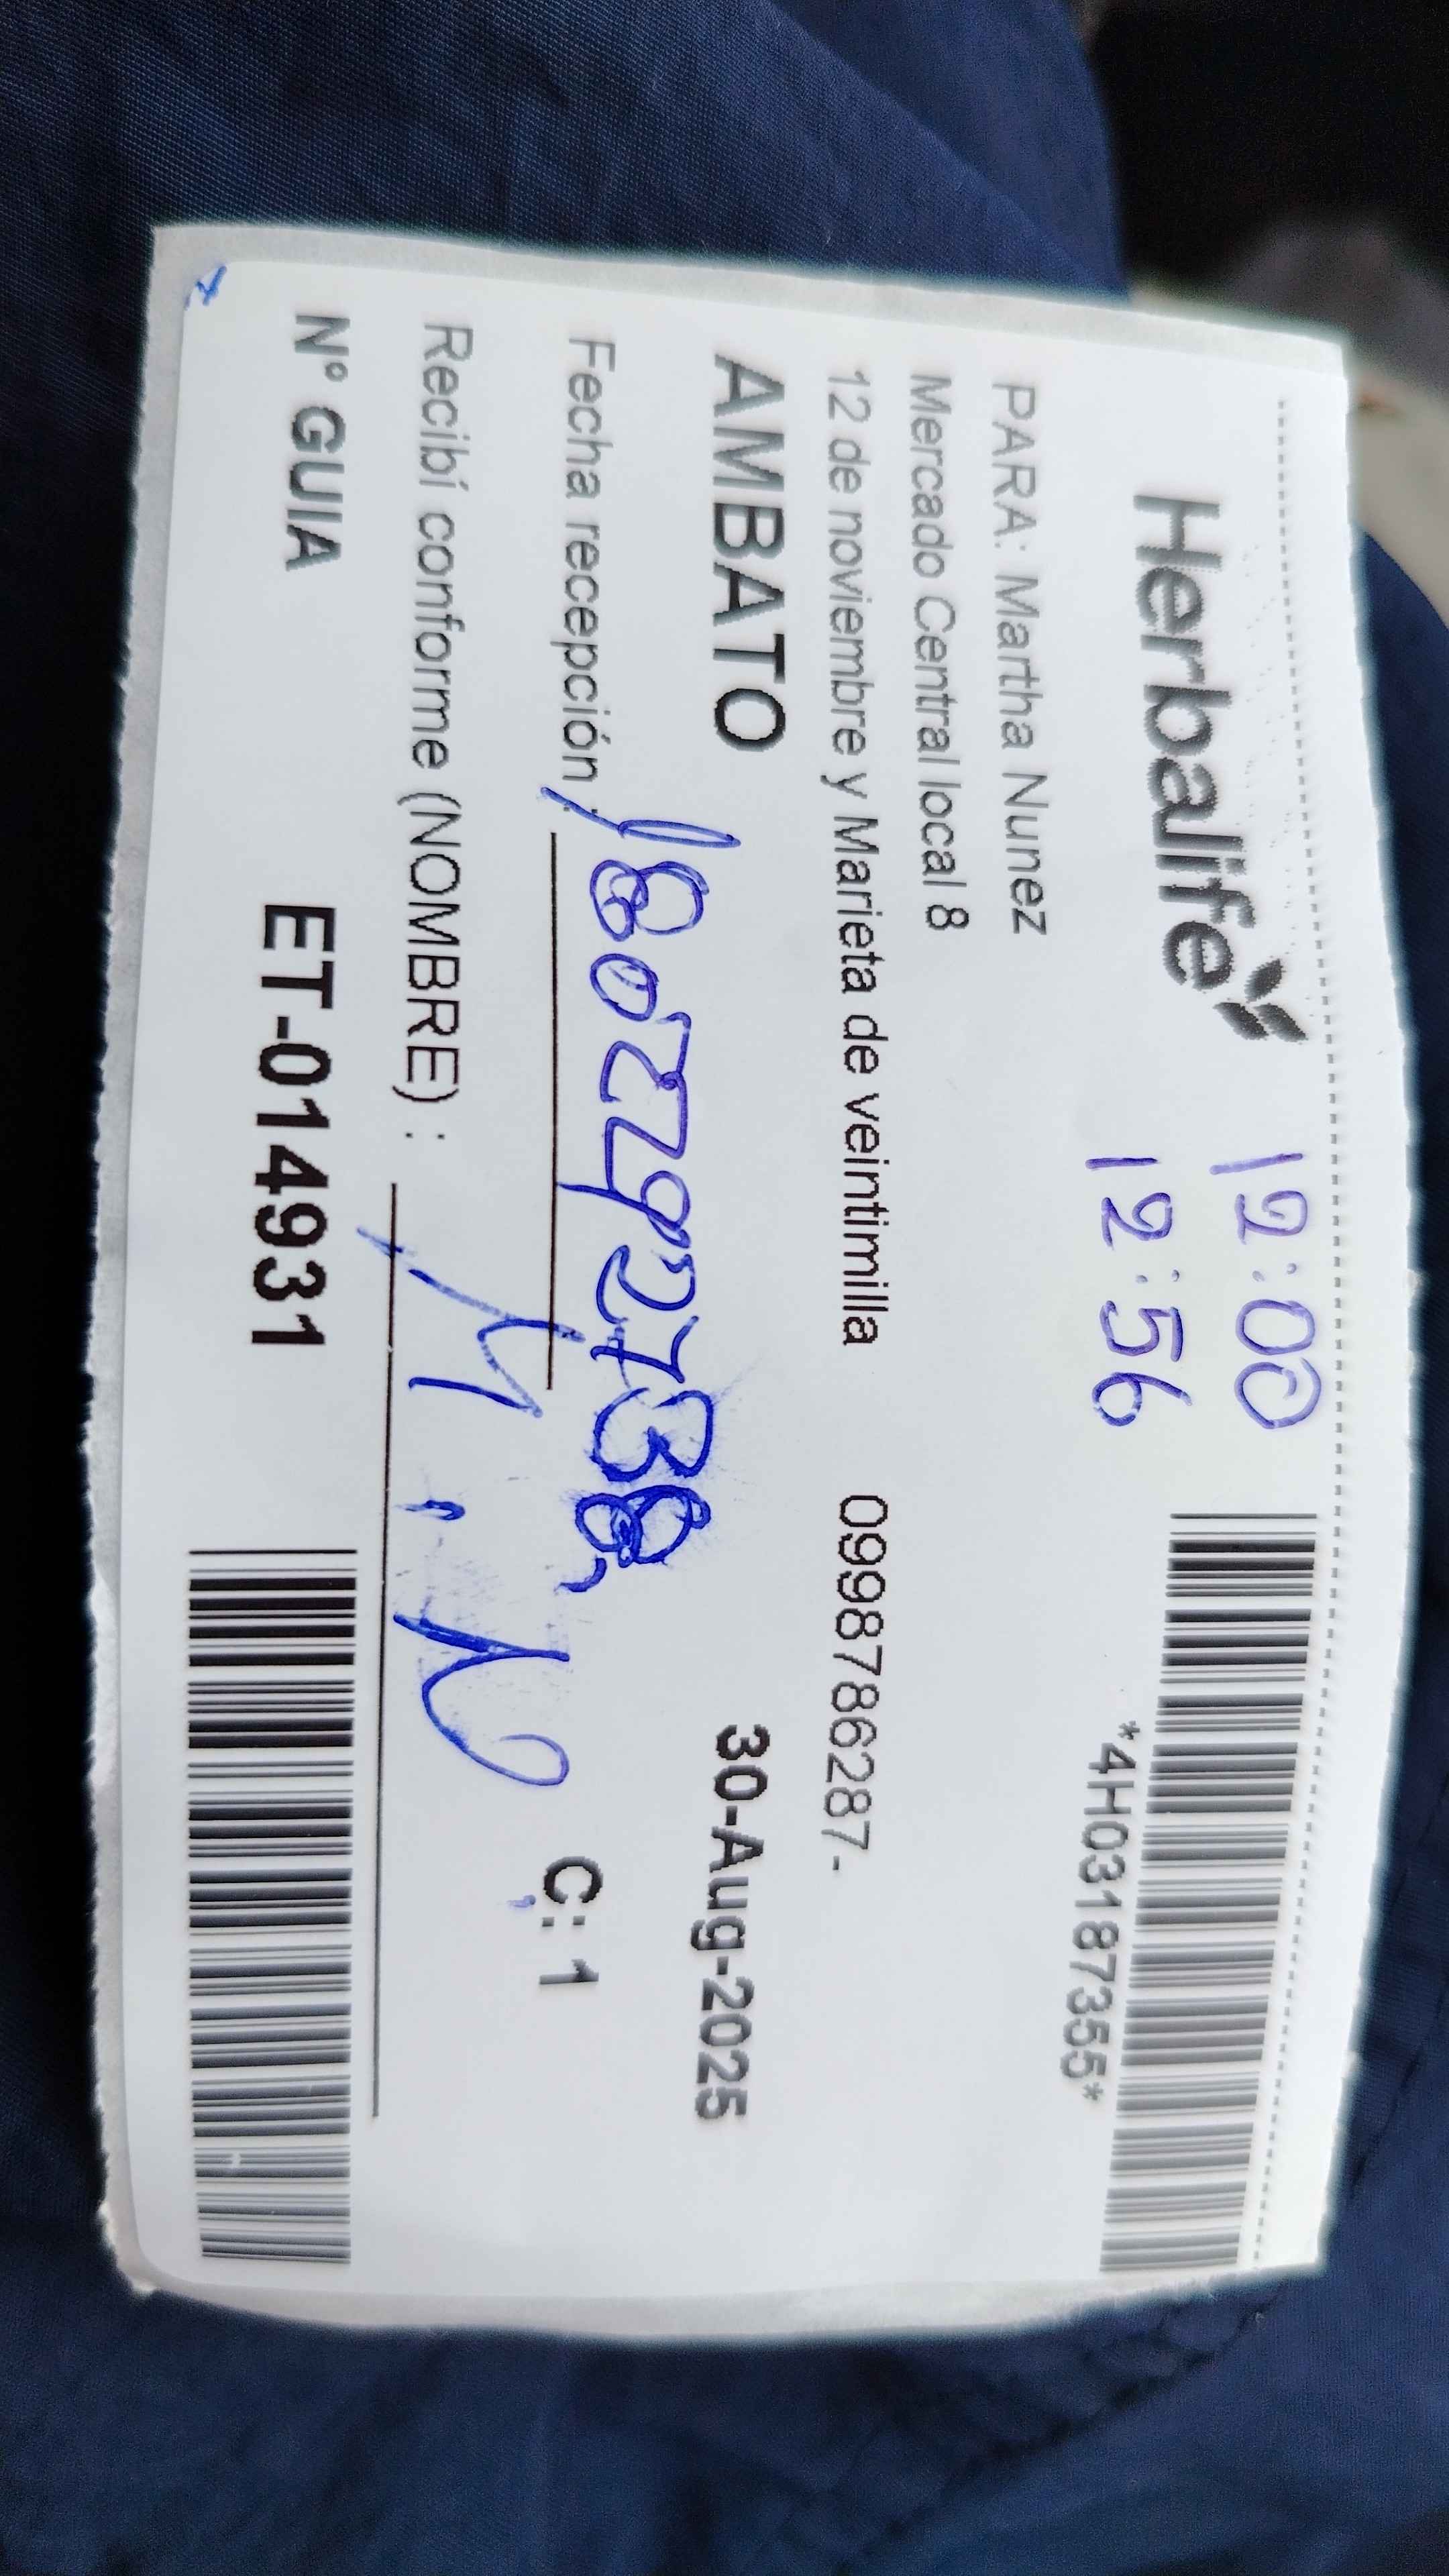 Herbalife
12:00
12:56
*4H03187355*
PARA: Martha Nunez
Mercado Central local 8
12 de noviembre y Marieta de veintimilla 0998786287-
AMBATO 30-Aug-2025
Fecha recepción:
C: 1
Recibí conforme (NOMBRE) : M. N
Nº GUIA ET-014931